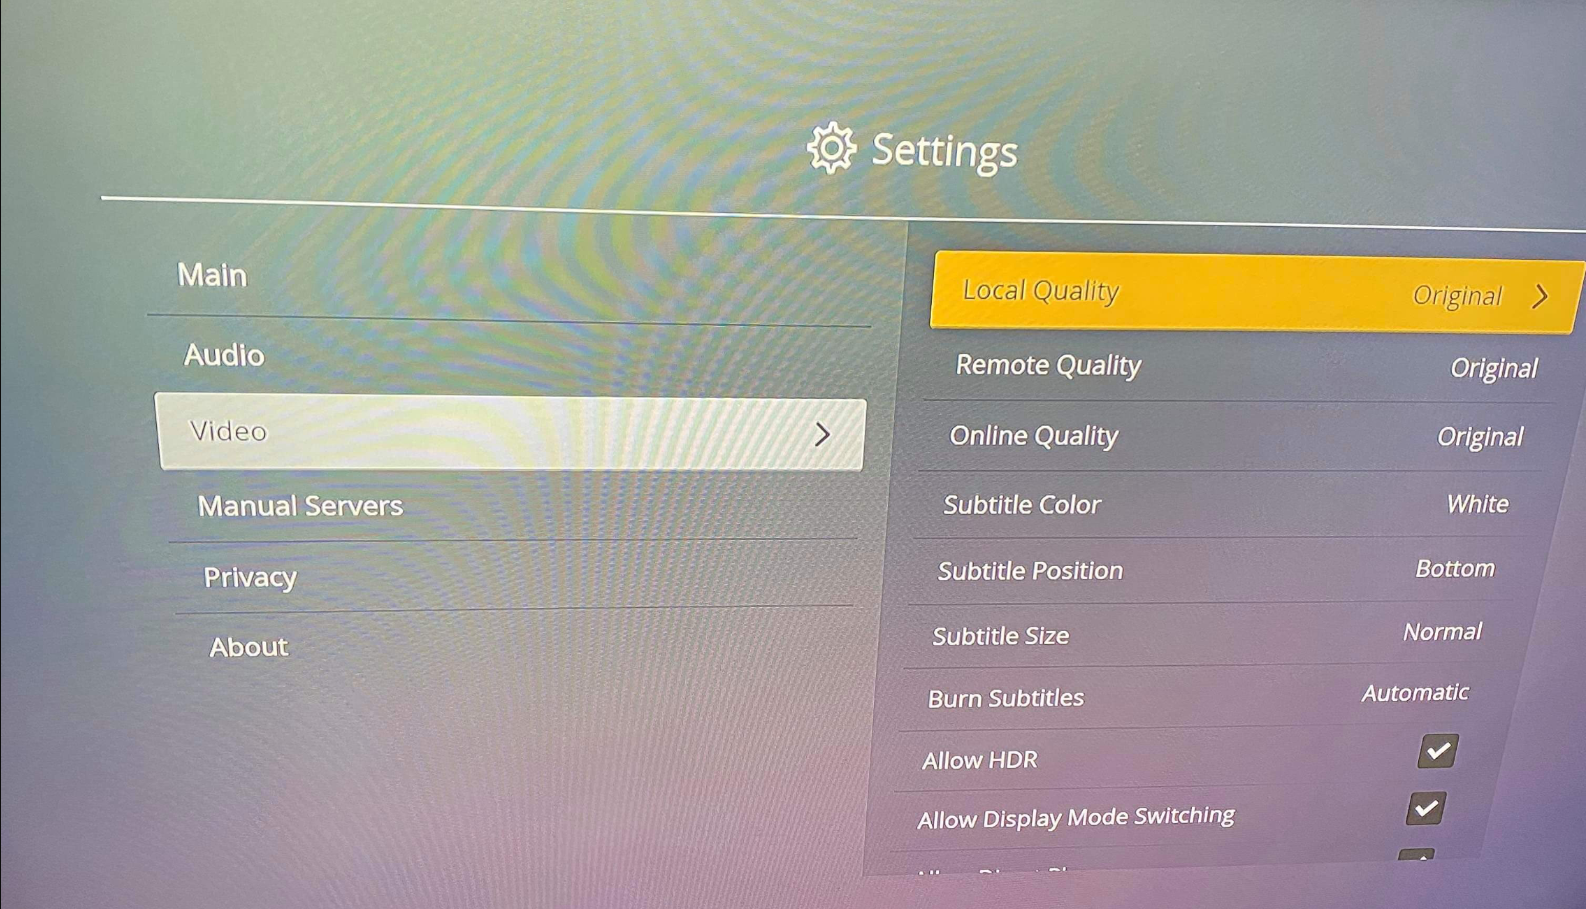 Settings
Main
Audio
Video
Manual Servers
Privacy
About
Local Quality Original
Remote Quality Original
Online Quality Original
Subtitle Color White
Subtitle Position Bottom
Subtitle Size Normal
Burn Subtitles Automatic
Allow HDR
Allow Display Mode Switching